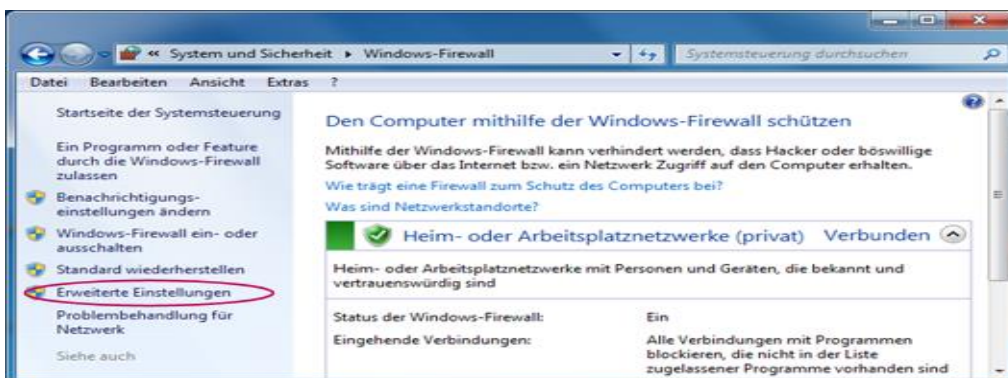 « System und Sicherheit ▸ Windows-Firewall
Systemsteuerung durchsuchen
Datei Bearbeiten Ansicht Extras ?
Startseite der Systemsteuerung
Ein Programm oder Feature
durch die Windows-Firewall
zulassen
Benachrichtigungs-
einstellungen ändern
Windows-Firewall ein- oder
ausschalten
Standard wiederherstellen
Erweiterte Einstellungen
Problembehandlung für
Netzwerk
Siehe auch
Den Computer mithilfe der Windows-Firewall schützen
Mithilfe der Windows-Firewall kann verhindert werden, dass Hacker oder böswillige
Software über das Internet bzw. ein Netzwerk Zugriff auf den Computer erhalten.
Wie trägt eine Firewall zum Schutz des Computers bei?
Was sind Netzwerkstandorte?
Heim- oder Arbeitsplatznetzwerke (privat) Verbunden
Heim- oder Arbeitsplatznetzwerke mit Personen und Geräten, die bekannt und
vertrauenswürdig sind
Status der Windows-Firewall: Ein
Eingehende Verbindungen: Alle Verbindungen mit Programmen
blockieren, die nicht in der Liste
zugelassener Programme vorhanden sind